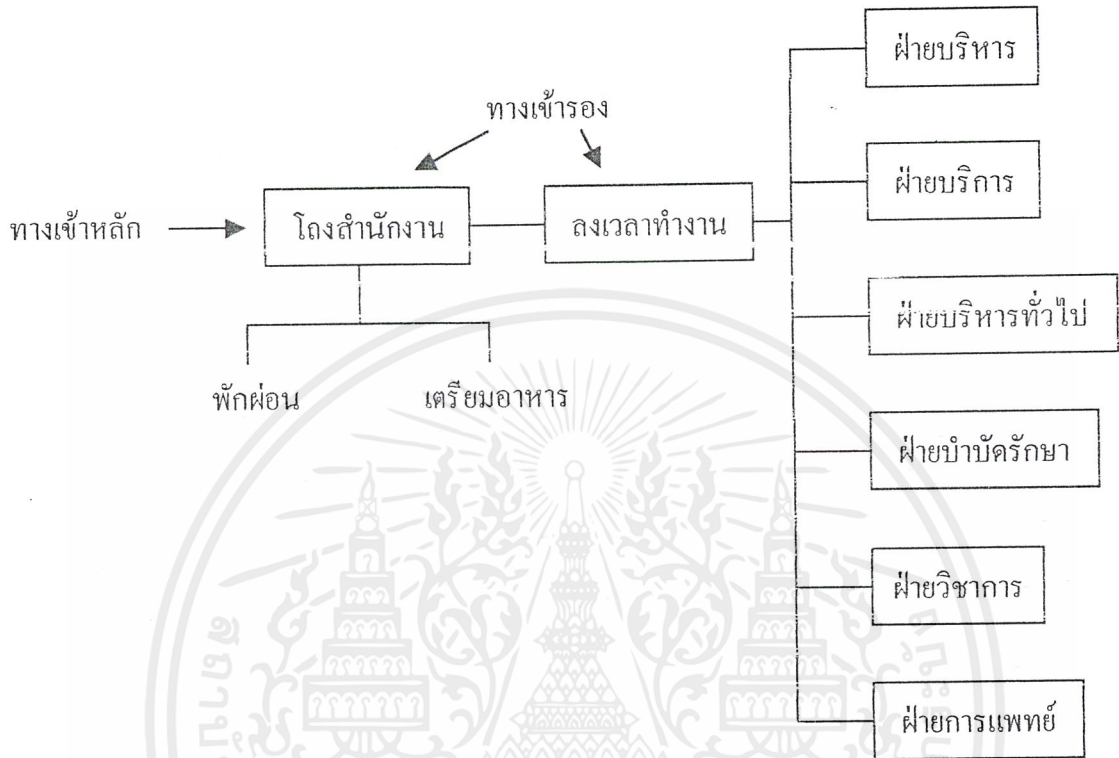 ฝ่ายบริหาร
ทางเข้ารอง
ฝ่ายบริการ
ทางเข้าหลัก
โถงสำนักงาน
ลงเวลาทำงาน
ฝ่ายบริหารทั่วไป
พักผ่อน
เตรียมอาหาร
ฝ่ายบำบัดรักษา
ฝ่ายวิชาการ
ฝ่ายการแพทย์